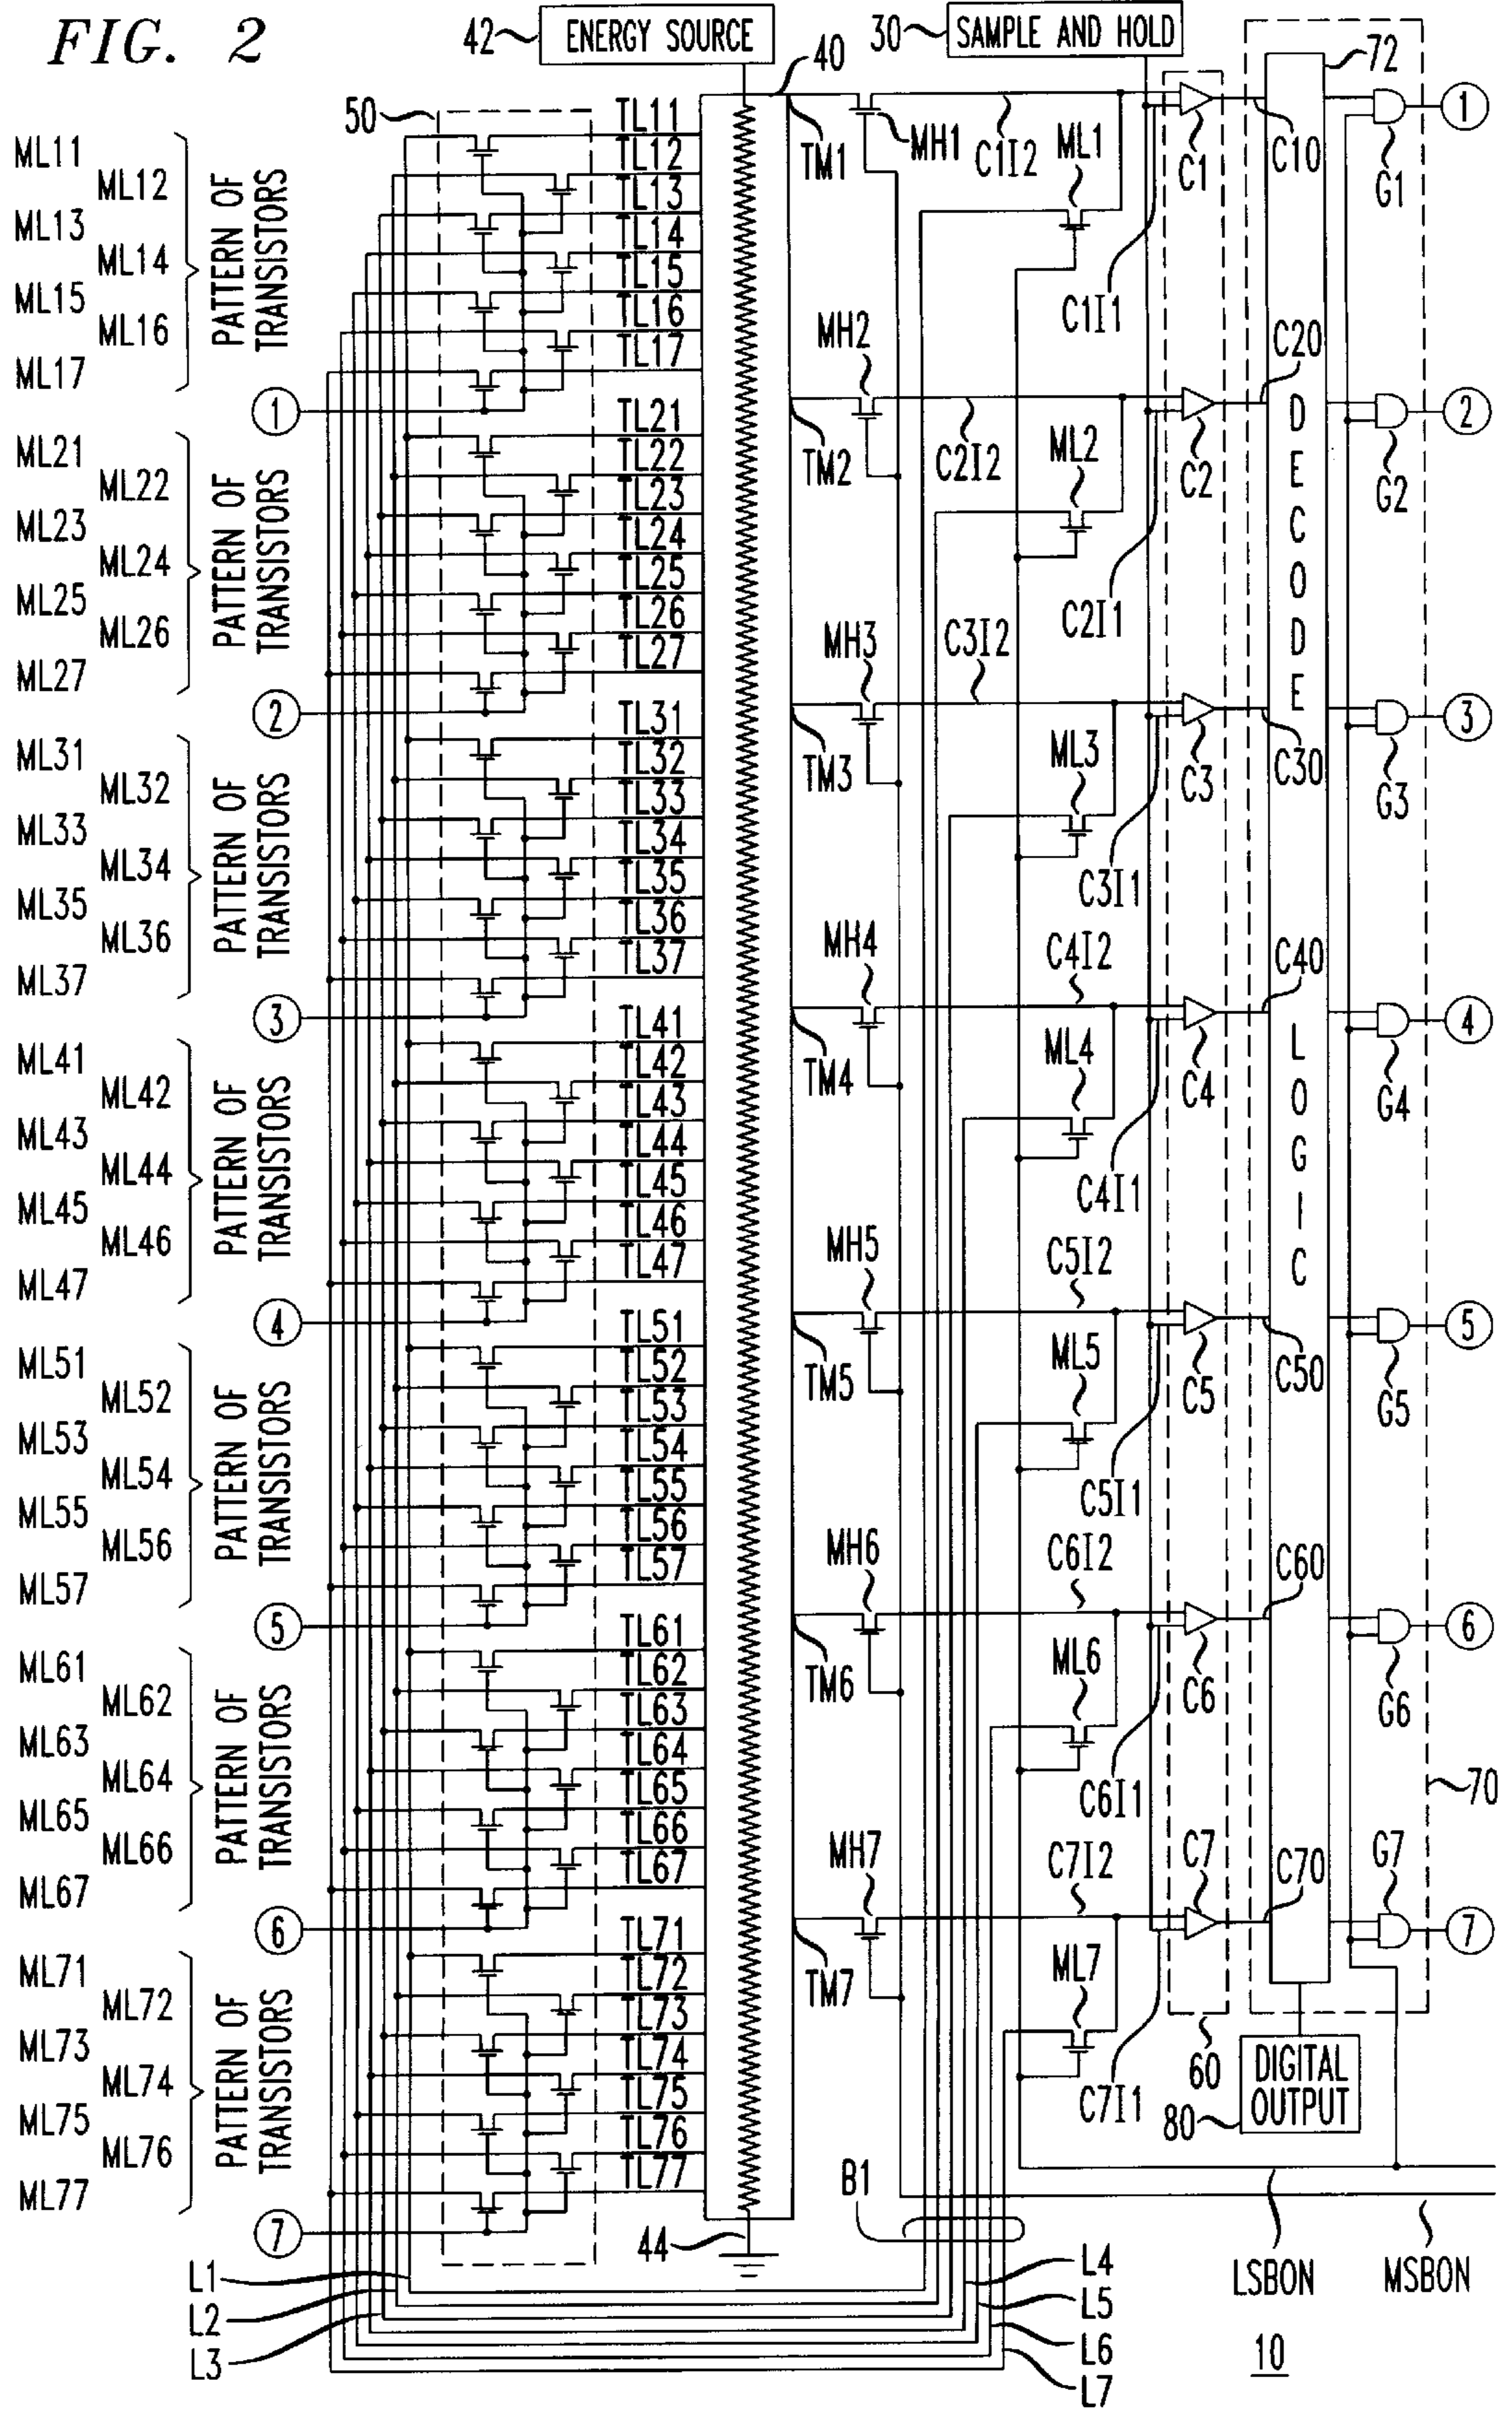 FIG. 2
42
ENERGY SOURCE
30
SAMPLE AND HOLD
40
72
50
ML11
ML12
ML13
ML14
ML15
ML16
ML17
PATTERN OF
TRANSISTORS
1
TL11
TL12
TL13
TL14
TL15
TL16
TL17
TM1
MH1
C1I2
ML1
C1I1
C1
C10
G1
1
ML21
ML22
ML23
ML24
ML25
ML26
ML27
PATTERN OF
TRANSISTORS
2
TL21
TL22
TL23
TL24
TL25
TL26
TL27
MH2
TM2
C2I2
ML2
C2I1
C2
C20
G2
2
ML31
ML32
ML33
ML34
ML35
ML36
ML37
PATTERN OF
TRANSISTORS
3
TL31
TL32
TL33
TL34
TL35
TL36
TL37
MH3
TM3
C3I2
ML3
C3I1
C3
C30
G3
3
DECODE
LOGIC
ML41
ML42
ML43
ML44
ML45
ML46
ML47
PATTERN OF
TRANSISTORS
4
TL41
TL42
TL43
TL44
TL45
TL46
TL47
MH4
TM4
C4I2
ML4
C4I1
C4
C40
G4
4
ML51
ML52
ML53
ML54
ML55
ML56
ML57
PATTERN OF
TRANSISTORS
5
TL51
TL52
TL53
TL54
TL55
TL56
TL57
MH5
TM5
C5I2
ML5
C5I1
C5
C50
G5
5
ML61
ML62
ML63
ML64
ML65
ML66
ML67
PATTERN OF
TRANSISTORS
6
TL61
TL62
TL63
TL64
TL65
TL66
TL67
MH6
TM6
C6I2
ML6
C6I1
C6
C60
G6
6
70
ML71
ML72
ML73
ML74
ML75
ML76
ML77
PATTERN OF
TRANSISTORS
7
TL71
TL72
TL73
TL74
TL75
TL76
TL77
MH7
TM7
C7I2
ML7
C7I1
C7
C70
G7
7
60
80
DIGITAL
OUTPUT
B1
44
L1
L2
L3
L4
L5
L6
L7
LSBON
MSBON
10